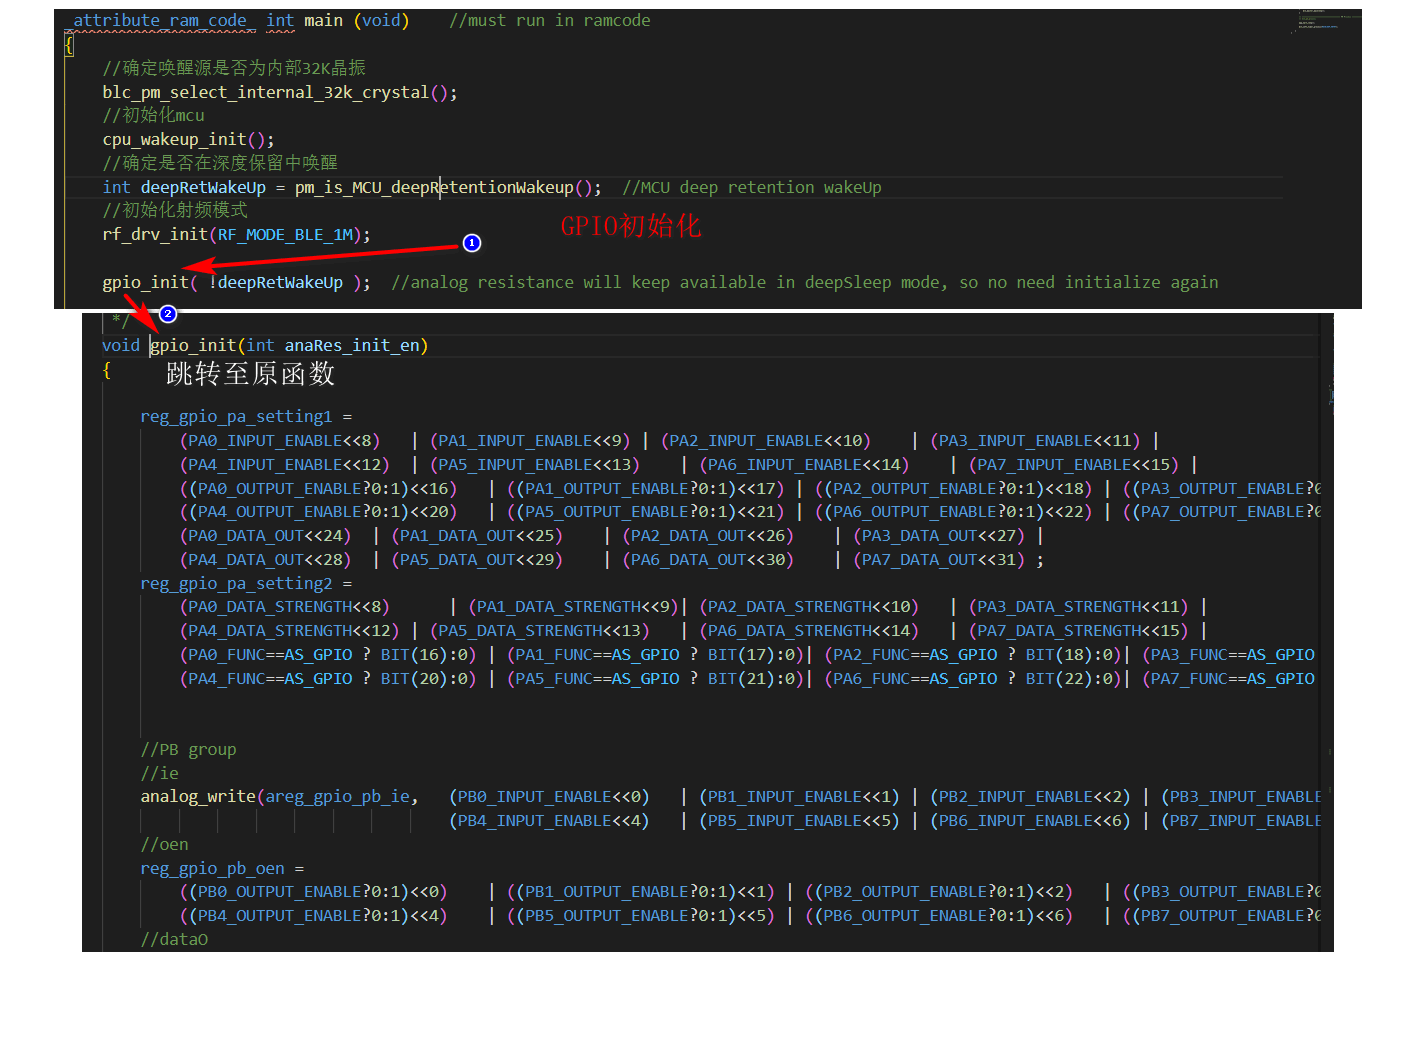 _attribute_ram_code_ int main (void)    //must run in ramcode
{
//确定唤醒源是否为内部32K晶振
blc_pm_select_internal_32k_crystal();
//初始化mcu
cpu_wakeup_init();
//确定是否在深度保留中唤醒
int deepRetWakeUp = pm_is_MCU_deepRetentionWakeup();  //MCU deep retention wakeUp
//初始化射频模式
GPIO初始化
rf_drv_init(RF_MODE_BLE_1M);
1
gpio_init( !deepRetWakeUp );  //analog resistance will keep available in deepSleep mode, so no need initialize again
2
*/
void gpio_init(int anaRes_init_en)
{
跳转至原函数
reg_gpio_pa_setting1 =
(PA0_INPUT_ENABLE<<8)   | (PA1_INPUT_ENABLE<<9) | (PA2_INPUT_ENABLE<<10)    | (PA3_INPUT_ENABLE<<11) |
(PA4_INPUT_ENABLE<<12)  | (PA5_INPUT_ENABLE<<13)    | (PA6_INPUT_ENABLE<<14)    | (PA7_INPUT_ENABLE<<15) |
((PA0_OUTPUT_ENABLE?0:1)<<16)   | ((PA1_OUTPUT_ENABLE?0:1)<<17) | ((PA2_OUTPUT_ENABLE?0:1)<<18) | ((PA3_OUTPUT_ENABLE?0
((PA4_OUTPUT_ENABLE?0:1)<<20)   | ((PA5_OUTPUT_ENABLE?0:1)<<21) | ((PA6_OUTPUT_ENABLE?0:1)<<22) | ((PA7_OUTPUT_ENABLE?0
(PA0_DATA_OUT<<24)  | (PA1_DATA_OUT<<25)    | (PA2_DATA_OUT<<26)    | (PA3_DATA_OUT<<27) |
(PA4_DATA_OUT<<28)  | (PA5_DATA_OUT<<29)    | (PA6_DATA_OUT<<30)    | (PA7_DATA_OUT<<31) ;
reg_gpio_pa_setting2 =
(PA0_DATA_STRENGTH<<8)      | (PA1_DATA_STRENGTH<<9)| (PA2_DATA_STRENGTH<<10)   | (PA3_DATA_STRENGTH<<11) |
(PA4_DATA_STRENGTH<<12) | (PA5_DATA_STRENGTH<<13)   | (PA6_DATA_STRENGTH<<14)   | (PA7_DATA_STRENGTH<<15) |
(PA0_FUNC==AS_GPIO ? BIT(16):0) | (PA1_FUNC==AS_GPIO ? BIT(17):0)| (PA2_FUNC==AS_GPIO ? BIT(18):0)| (PA3_FUNC==AS_GPIO
(PA4_FUNC==AS_GPIO ? BIT(20):0) | (PA5_FUNC==AS_GPIO ? BIT(21):0)| (PA6_FUNC==AS_GPIO ? BIT(22):0)| (PA7_FUNC==AS_GPIO
//PB group
//ie
analog_write(areg_gpio_pb_ie,   (PB0_INPUT_ENABLE<<0)   | (PB1_INPUT_ENABLE<<1) | (PB2_INPUT_ENABLE<<2) | (PB3_INPUT_ENABLE
(PB4_INPUT_ENABLE<<4)   | (PB5_INPUT_ENABLE<<5) | (PB6_INPUT_ENABLE<<6) | (PB7_INPUT_ENABLE
//oen
reg_gpio_pb_oen =
((PB0_OUTPUT_ENABLE?0:1)<<0)    | ((PB1_OUTPUT_ENABLE?0:1)<<1) | ((PB2_OUTPUT_ENABLE?0:1)<<2)   | ((PB3_OUTPUT_ENABLE?0
((PB4_OUTPUT_ENABLE?0:1)<<4)    | ((PB5_OUTPUT_ENABLE?0:1)<<5) | ((PB6_OUTPUT_ENABLE?0:1)<<6)   | ((PB7_OUTPUT_ENABLE?0
//dataO